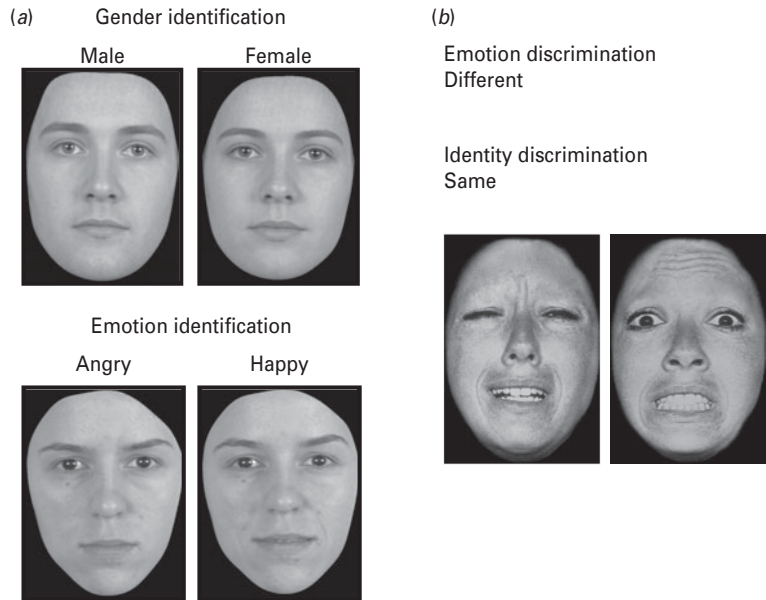 (a) Gender identification
Male Female
Emotion identification
Angry Happy
(b)
Emotion discrimination
Different
Identity discrimination
Same